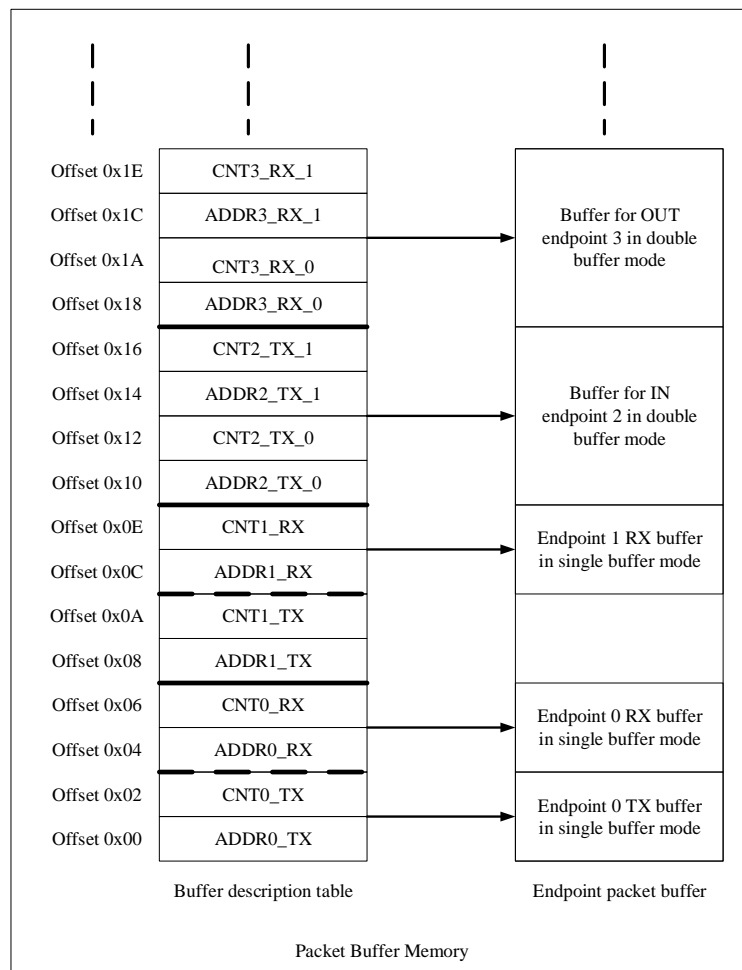 Offset 0x1E CNT3_RX_1
Offset 0x1C ADDR3_RX_1
Offset 0x1A CNT3_RX_0
Offset 0x18 ADDR3_RX_0
Buffer for OUT
endpoint 3 in double
buffer mode
Offset 0x16 CNT2_TX_1
Offset 0x14 ADDR2_TX_1
Offset 0x12 CNT2_TX_0
Offset 0x10 ADDR2_TX_0
Buffer for IN
endpoint 2 in double
buffer mode
Offset 0x0E CNT1_RX
Offset 0x0C ADDR1_RX
Endpoint 1 RX buffer
in single buffer mode
Offset 0x0A CNT1_TX
Offset 0x08 ADDR1_TX
Offset 0x06 CNT0_RX
Offset 0x04 ADDR0_RX
Endpoint 0 RX buffer
in single buffer mode
Offset 0x02 CNT0_TX
Offset 0x00 ADDR0_TX
Endpoint 0 TX buffer
in single buffer mode
Buffer description table
Endpoint packet buffer
Packet Buffer Memory